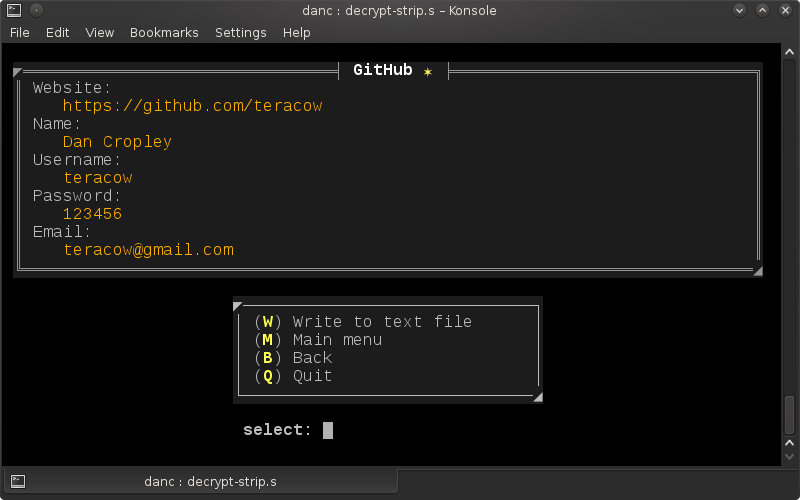 danc : decrypt-strip.s – Konsole
File Edit View Bookmarks Settings Help
GitHub ✶
Website:
https://github.com/teracow
Name:
Dan Cropley
Username:
teracow
Password:
123456
Email:
teracow@gmail.com
(W) Write to text file
(M) Main menu
(B) Back
(Q) Quit
select:
danc : decrypt-strip.s